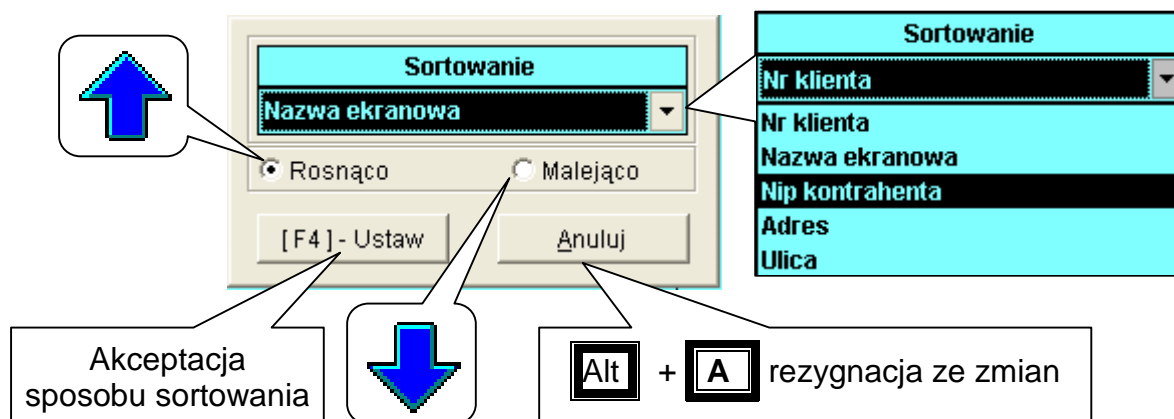 Sortowanie
Nazwa ekranowa
Rosnąco
Malejąco
[ F4 ] - Ustaw
Anuluj
Sortowanie
Nr klienta
Nr klienta
Nazwa ekranowa
Nip kontrahenta
Adres
Ulica
Akceptacja
sposobu sortowania
Alt + A rezygnacja ze zmian